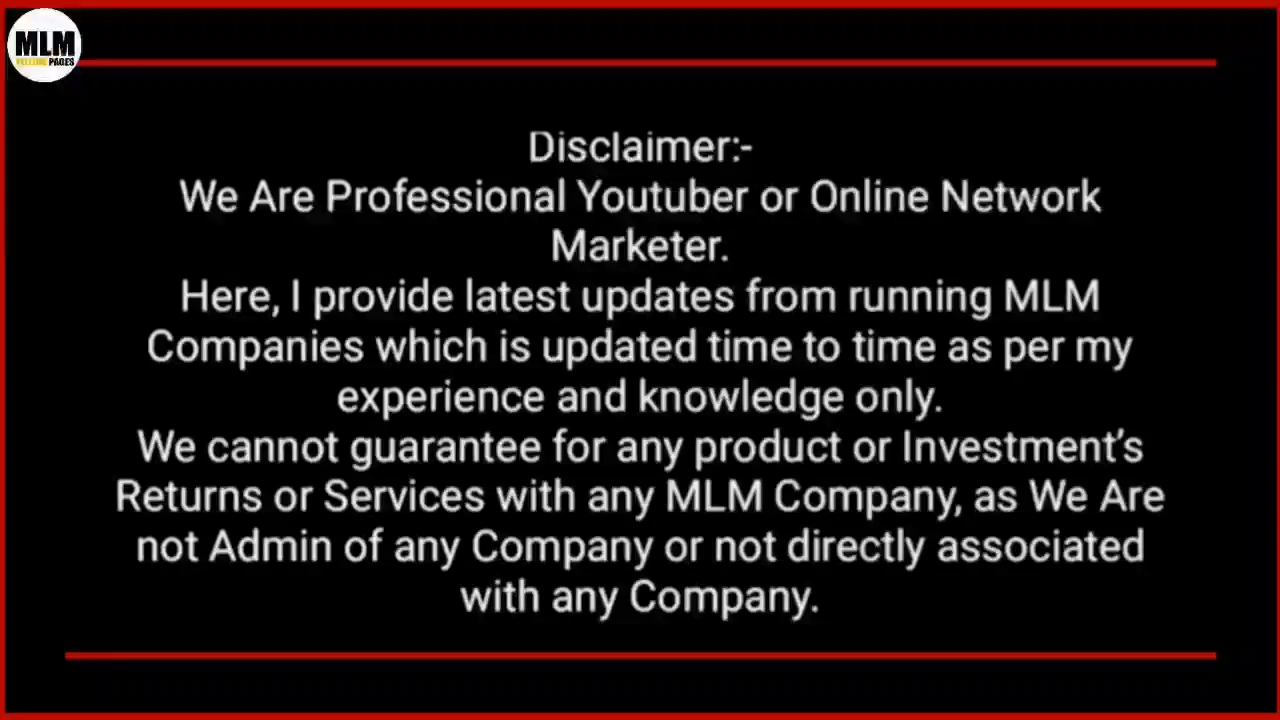 MLM
YELLOW PAGES
Disclaimer:-
We Are Professional Youtuber or Online Network
Marketer.
Here, I provide latest updates from running MLM
Companies which is updated time to time as per my
experience and knowledge only.
We cannot guarantee for any product or Investment’s
Returns or Services with any MLM Company, as We Are
not Admin of any Company or not directly associated
with any Company.